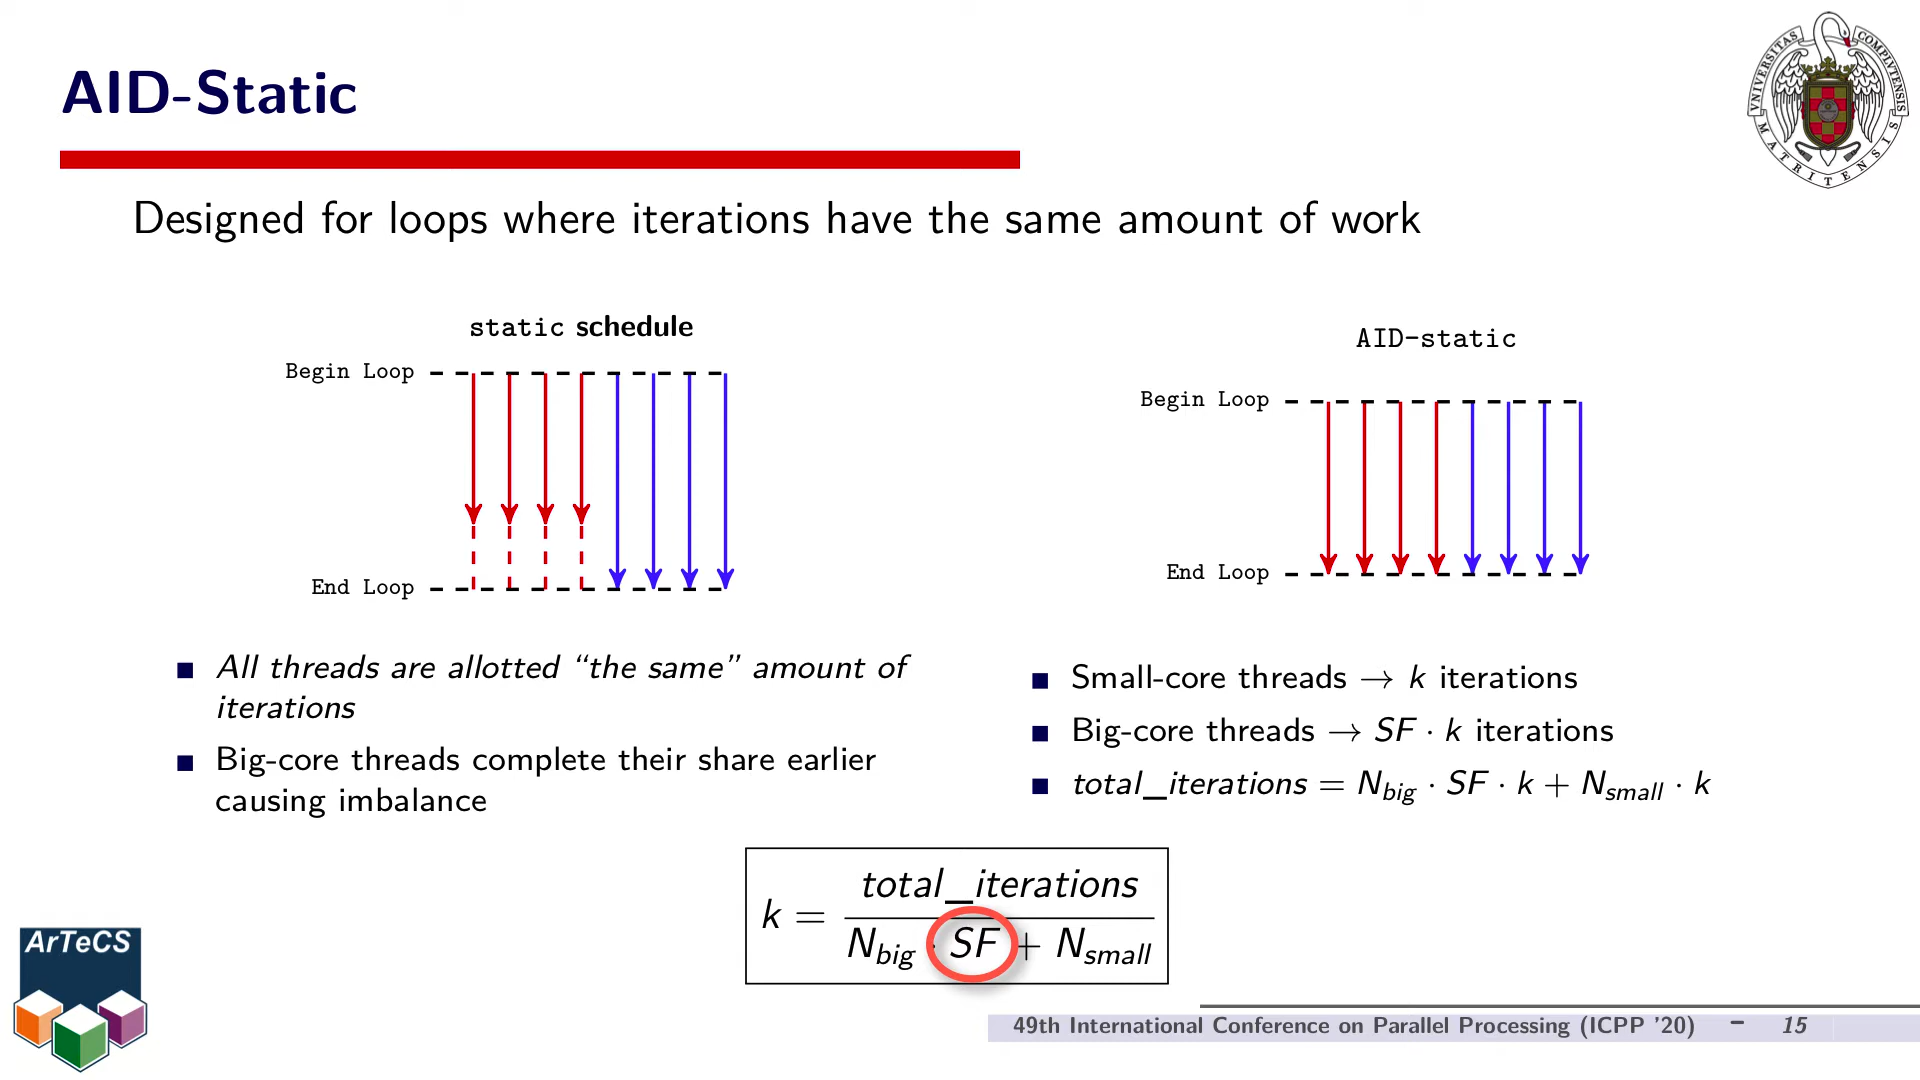 AID-Static
VNIVERSITAS COMPLVTENSIS
MATRITENSIS
Designed for loops where iterations have the same amount of work
static schedule
Begin Loop
End Loop
All threads are allotted “the same” amount of
iterations
Big-core threads complete their share earlier
causing imbalance
AID-static
Begin Loop
End Loop
Small-core threads → k iterations
Big-core threads → SF · k iterations
total_iterations = N_big · SF · k + N_small · k
k = total_iterations
N_big · SF + N_small
ArTeCS
49th International Conference on Parallel Processing (ICPP ’20) – 15